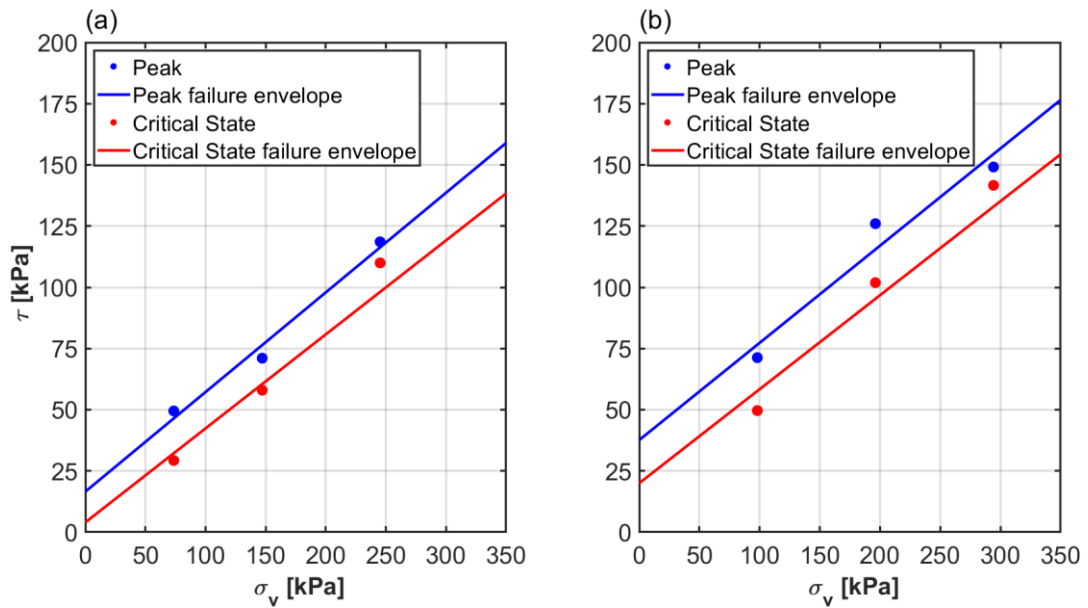 (a)
200
175
150
125
100
75
50
25
0
τ [kPa]
Peak
Peak failure envelope
Critical State
Critical State failure envelope
0 50 100 150 200 250 300 350
σv [kPa]
(b)
200
175
150
125
100
75
50
25
0
Peak
Peak failure envelope
Critical State
Critical State failure envelope
0 50 100 150 200 250 300 350
σv [kPa]